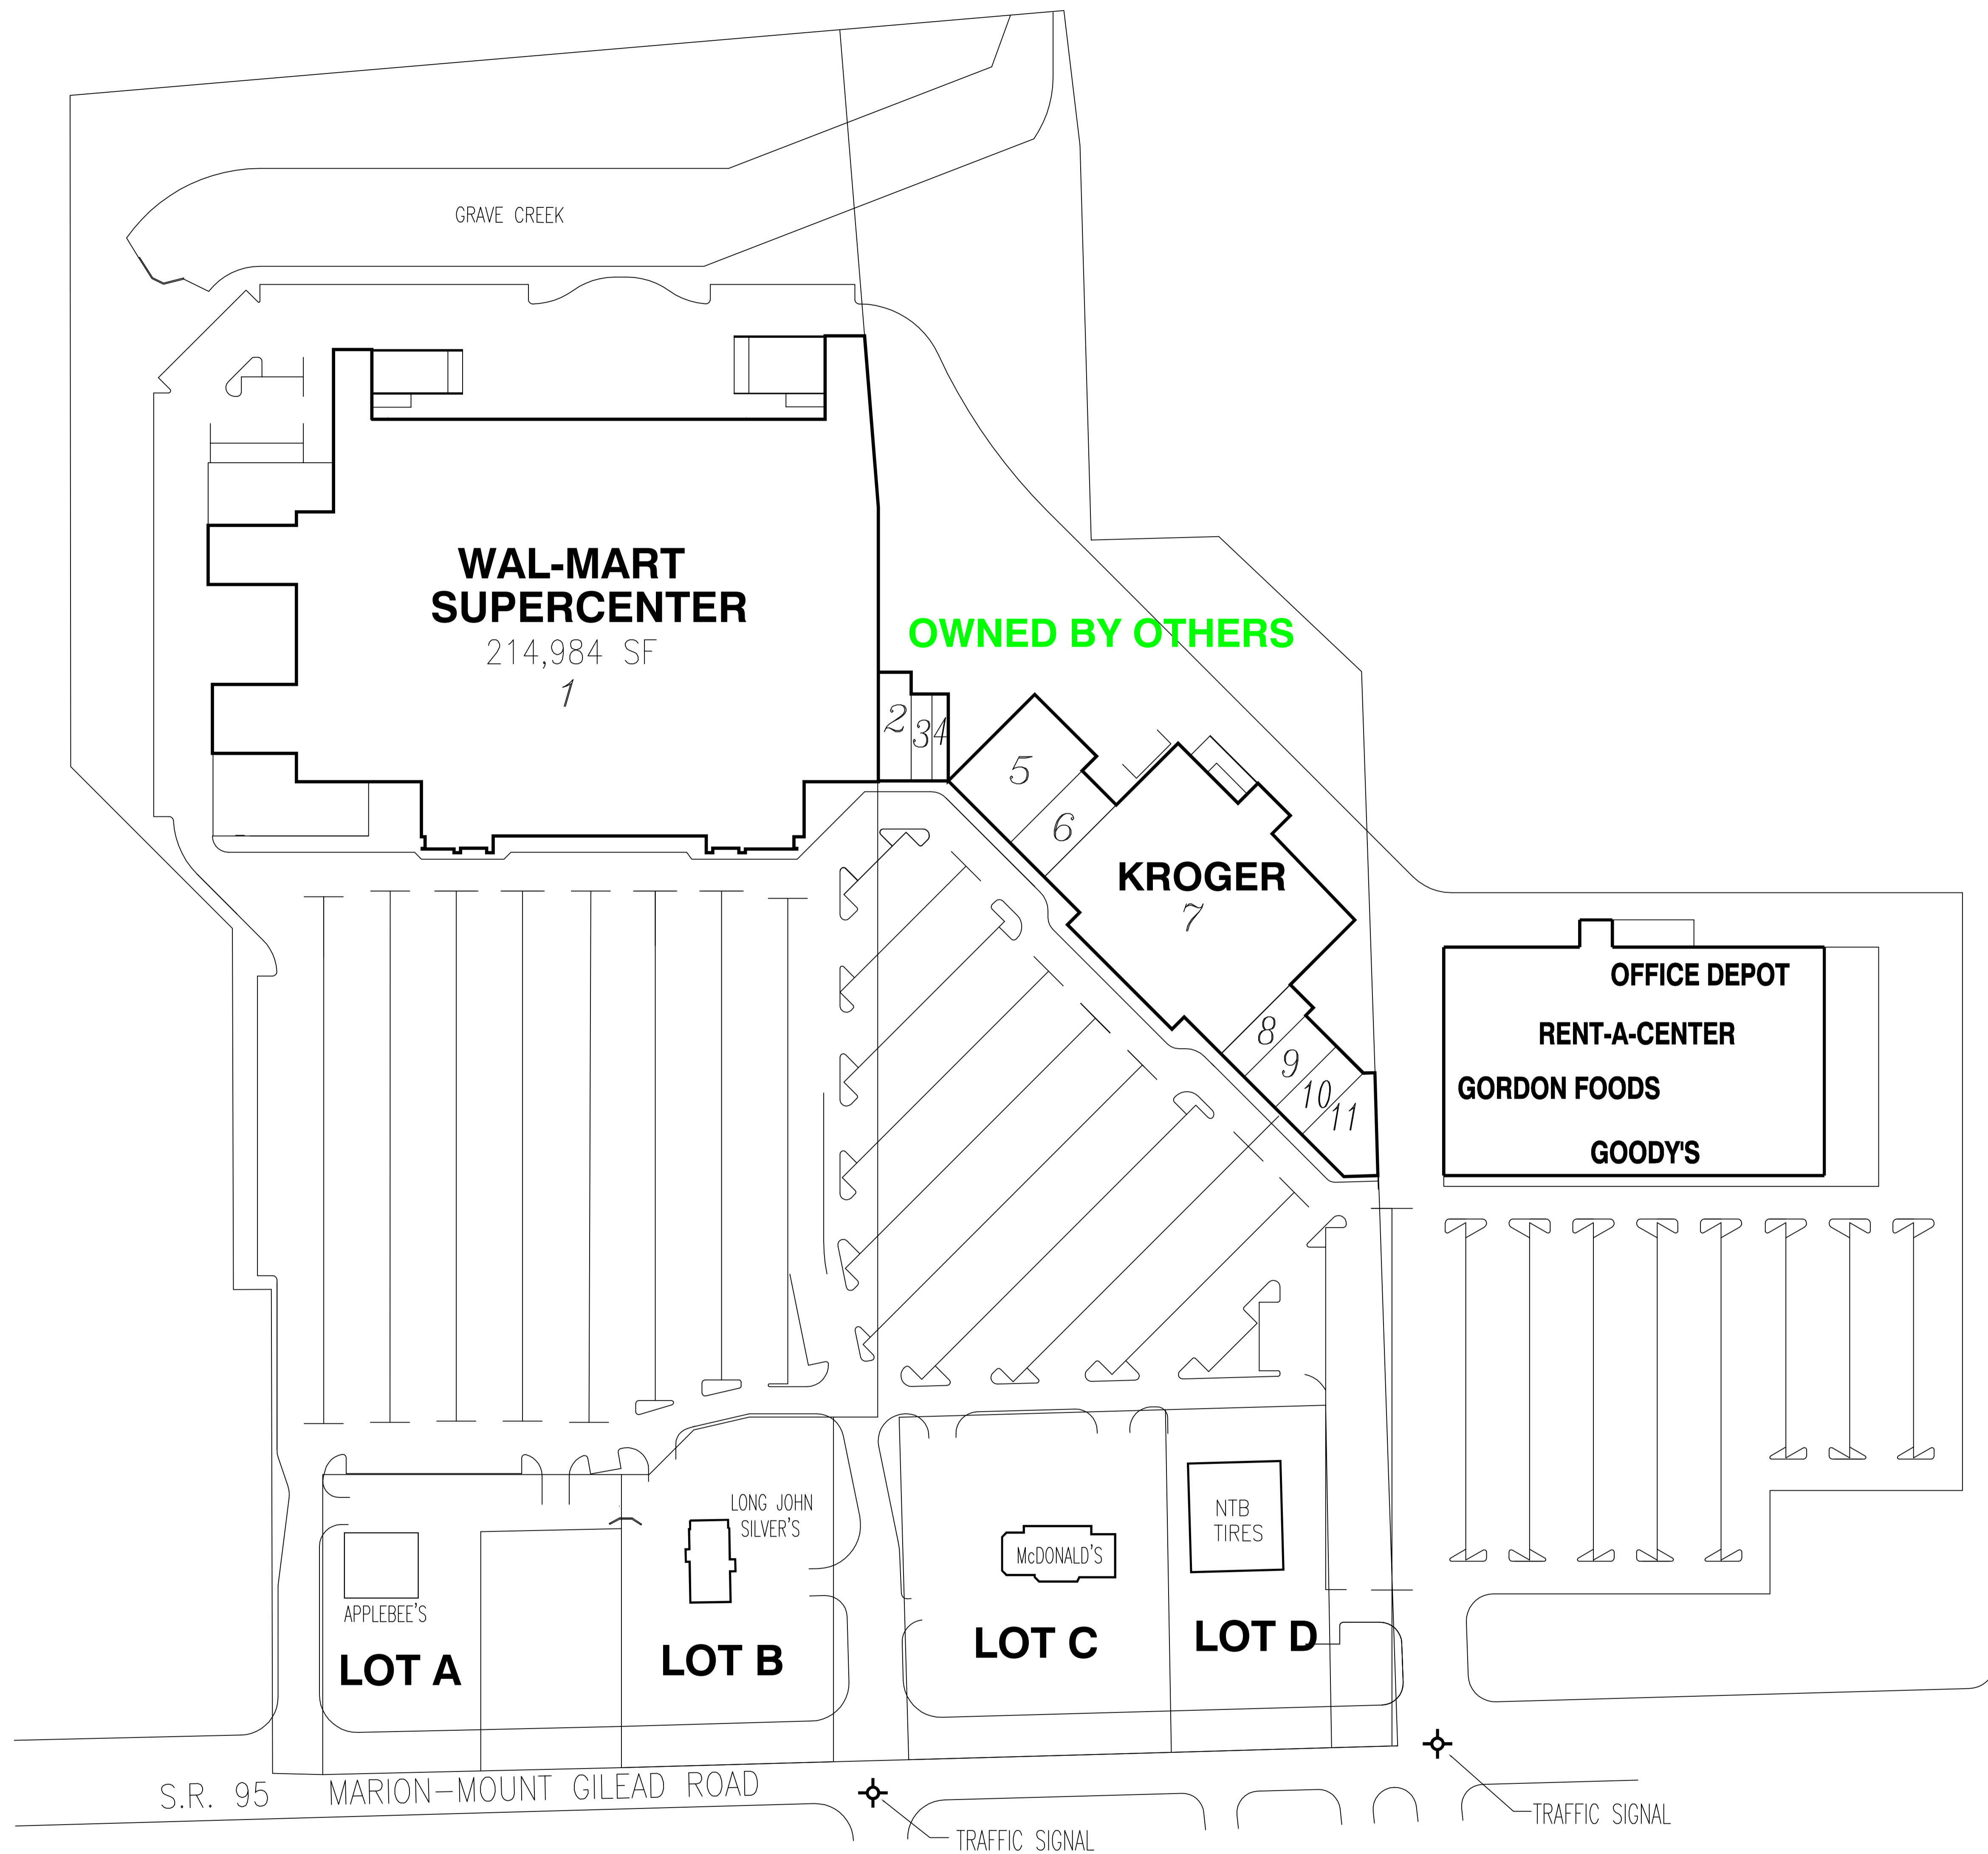 GRAVE CREEK
WAL-MART
SUPERCENTER
214,984 SF
1
OWNED BY OTHERS
2
3
4
5
6
KROGER
7
8
9
10
11
OFFICE DEPOT
RENT-A-CENTER
GORDON FOODS
GOODY'S
LONG JOHN
SILVER'S
NTB
TIRES
McDONALD'S
APPLEBEE'S
LOT A
LOT B
LOT C
LOT D
S.R. 95 MARION-MOUNT GILEAD ROAD
TRAFFIC SIGNAL
TRAFFIC SIGNAL